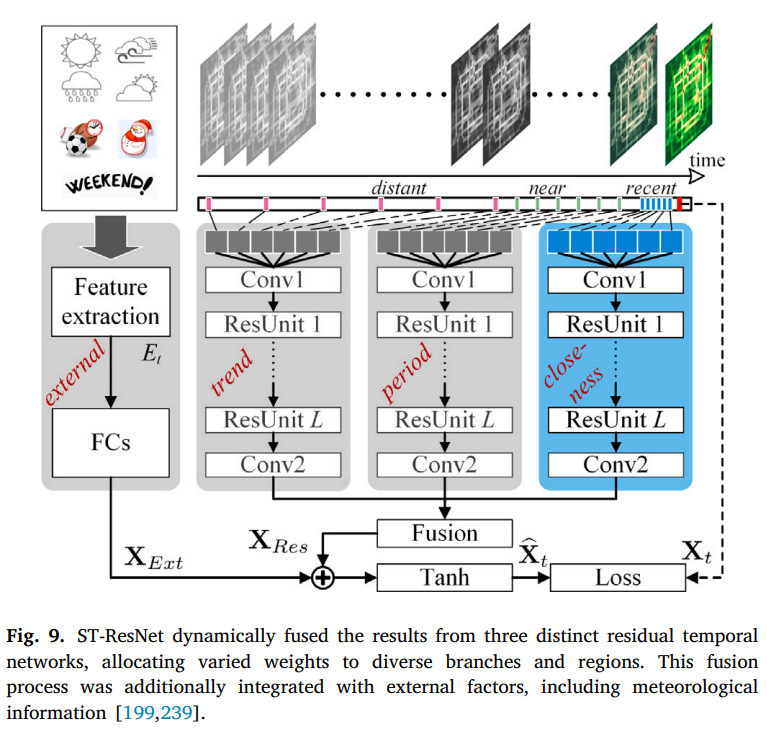 WEEKEND!
time
distant near recent
Feature extraction
E_t
external
FCs
Conv1
ResUnit 1
trend
ResUnit L
Conv2
Conv1
ResUnit 1
period
ResUnit L
Conv2
Conv1
ResUnit 1
close-
ness
ResUnit L
Conv2
Fusion
X_Res
X_Ext
Tanh
X̂_t
Loss
X_t
Fig. 9. ST-ResNet dynamically fused the results from three distinct residual temporal
networks, allocating varied weights to diverse branches and regions. This fusion
process was additionally integrated with external factors, including meteorological
information [199,239].